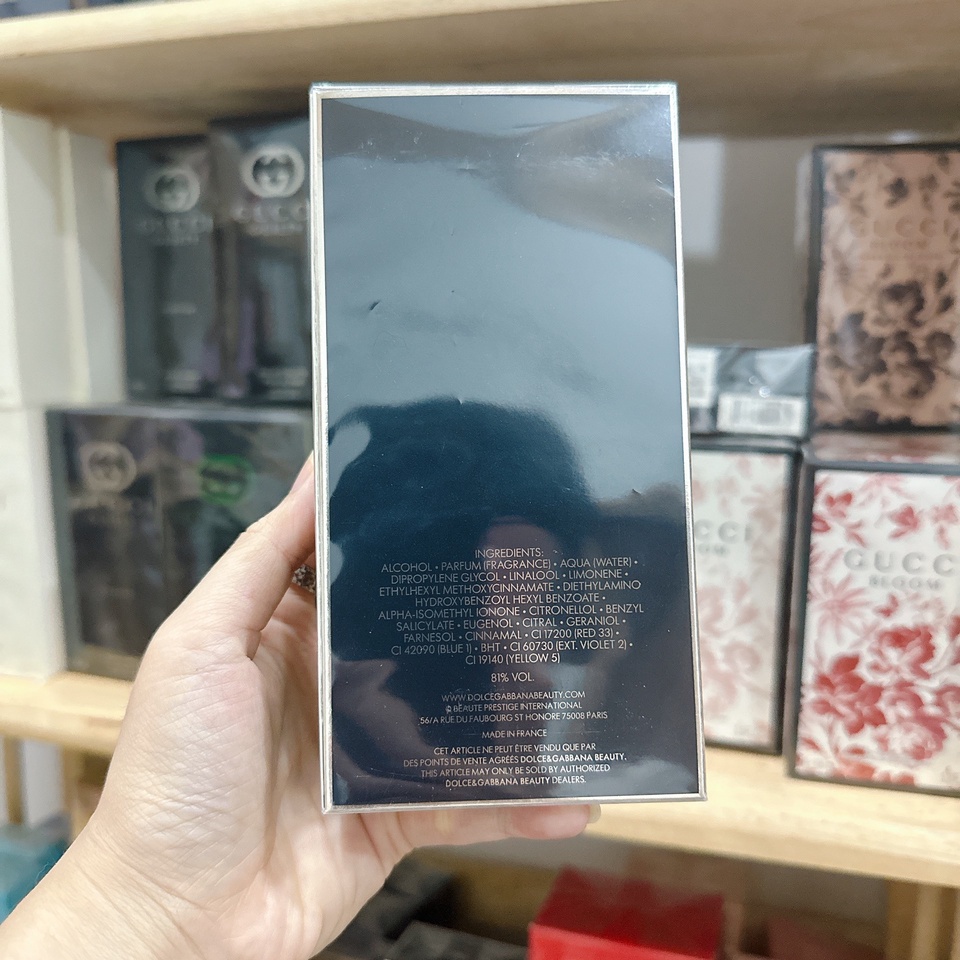 GUCCI
GUCCI
INGREDIENTS:
ALCOHOL • PARFUM (FRAGRANCE) • AQUA (WATER) •
DIPROPYLENE GLYCOL • LINALOOL • LIMONENE •
ETHYLHEXYL METHOXYCINNAMATE • DIETHYLAMINO
HYDROXYBENZOYL HEXYL BENZOATE •
ALPHA-ISOMETHYL IONONE • CITRONELLOL • BENZYL
SALICYLATE • EUGENOL • CITRAL • GERANIOL •
FARNESOL • CINNAMAL • CI 17200 (RED 33) •
CI 42090 (BLUE 1) • BHT • CI 60730 (EXT. VIOLET 2) •
CI 19140 (YELLOW 5)
81% VOL.
WWW.DOLCEGABBANABEAUTY.COM
© BEAUTE PRESTIGE INTERNATIONAL
56/A RUE DU FAUBOURG ST HONORE 75008 PARIS
MADE IN FRANCE
CET ARTICLE NE PEUT ÊTRE VENDU QUE PAR
DES POINTS DE VENTE AGRÉÉS DOLCE&GABBANA BEAUTY.
THIS ARTICLE MAY ONLY BE SOLD BY AUTHORIZED
DOLCE&GABBANA BEAUTY DEALERS.
GUCCI
BLOOM